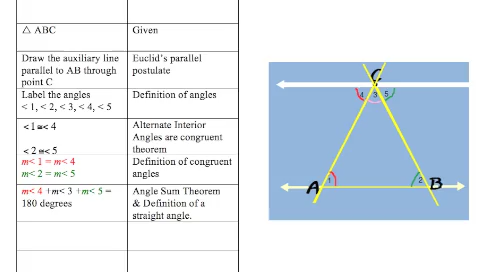 △ ABC
Given
Draw the auxiliary line
parallel to AB through
point C
Euclid's parallel
postulate
Label the angles
< 1, < 2, < 3, < 4, < 5
Definition of angles
<1≅<4
<2≅<5
Alternate Interior
Angles are congruent
theorem
m< 1 = m< 4
m< 2 = m< 5
Definition of congruent
angles
m< 4 +m< 3 +m< 5 =
180 degrees
Angle Sum Theorem
& Definition of a
straight angle.
C
4 3 5
A 1 2 B